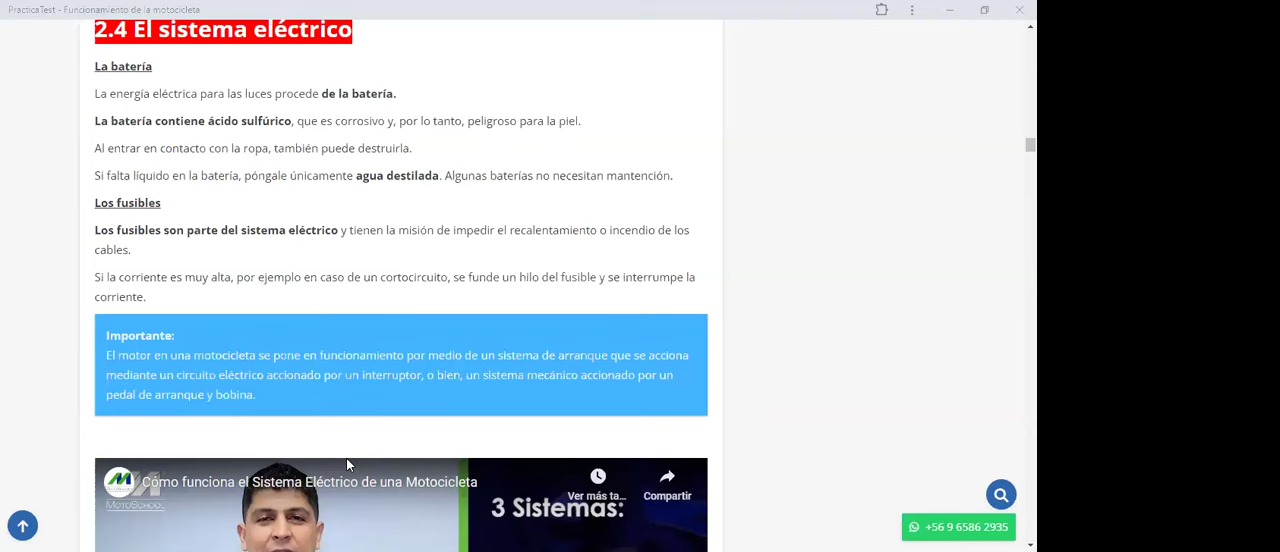 PracticaTest - Funcionamiento de la motocicleta
2.4 El sistema eléctrico
La batería
La energía eléctrica para las luces procede de la batería.
La batería contiene ácido sulfúrico, que es corrosivo y, por lo tanto, peligroso para la piel.
Al entrar en contacto con la ropa, también puede destruirla.
Si falta líquido en la batería, póngale únicamente agua destilada. Algunas baterías no necesitan mantención.
Los fusibles
Los fusibles son parte del sistema eléctrico y tienen la misión de impedir el recalentamiento o incendio de los
cables.
Si la corriente es muy alta, por ejemplo en caso de un cortocircuito, se funde un hilo del fusible y se interrumpe la
corriente.
Importante:
El motor en una motocicleta se pone en funcionamiento por medio de un sistema de arranque que se acciona
mediante un circuito eléctrico accionado por un interruptor, o bien, un sistema mecánico accionado por un
pedal de arranque y bobina.
Cómo funciona el Sistema Eléctrico de una Motocicleta
MOTOSCHOOL
Ver más ta...
Compartir
3 Sistemas:
+56 9 6586 2935